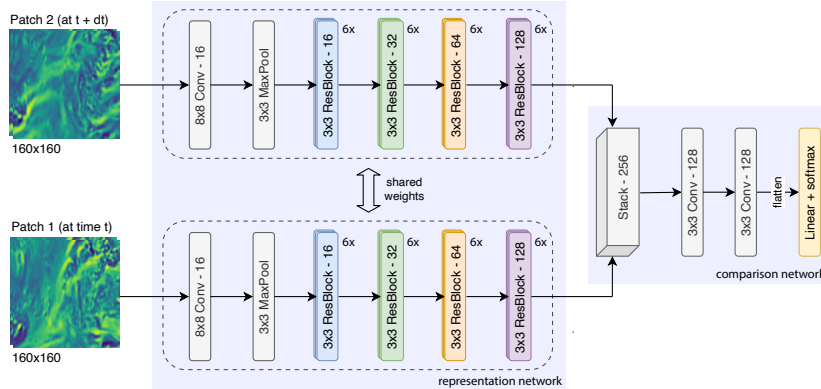 Patch 2 (at t + dt)
160x160
8x8 Conv - 16
3x3 MaxPool
3x3 ResBlock - 16
6x
3x3 ResBlock - 32
6x
3x3 ResBlock - 64
6x
3x3 ResBlock - 128
6x
shared
weights
Patch 1 (at time t)
160x160
8x8 Conv - 16
3x3 MaxPool
3x3 ResBlock - 16
6x
3x3 ResBlock - 32
6x
3x3 ResBlock - 64
6x
3x3 ResBlock - 128
6x
representation network
Stack - 256
3x3 Conv - 128
3x3 Conv - 128
flatten
Linear + softmax
comparison network